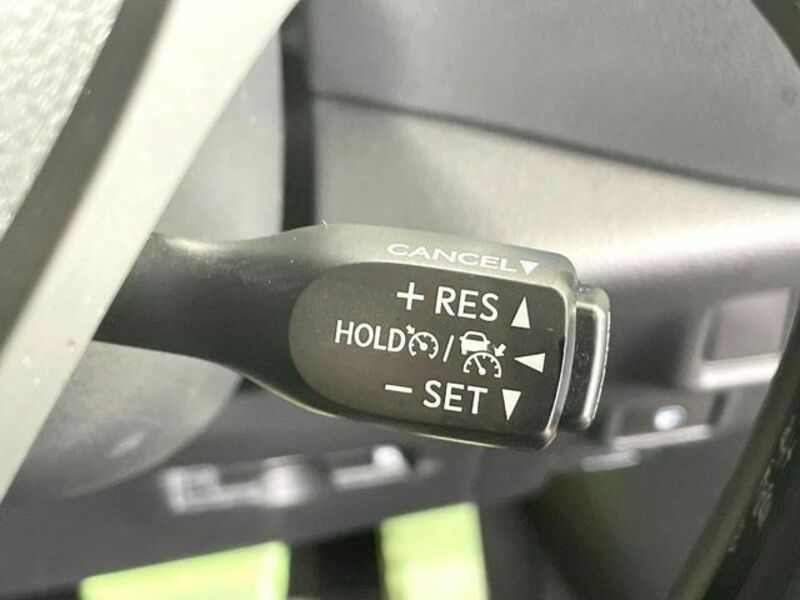 CANCEL▼
+ RES ▲
HOLD / ◀
− SET ▼